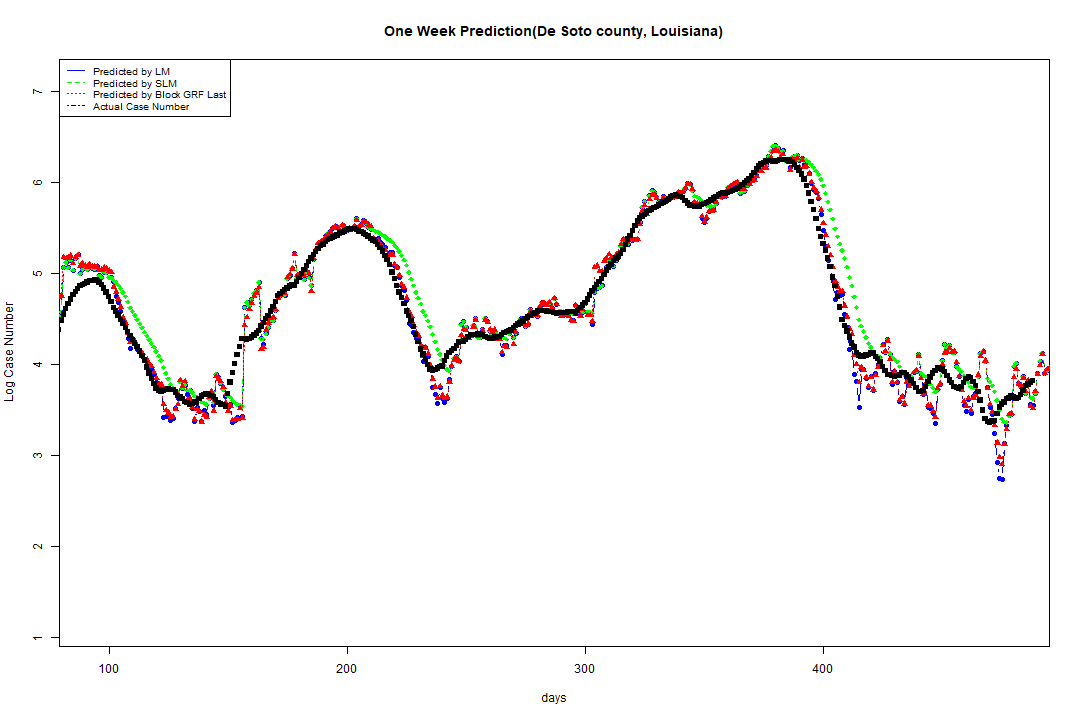 One Week Prediction(De Soto county, Louisiana)
Predicted by LM
Predicted by SLM
Predicted by Block GRF Last
Actual Case Number
Log Case Number
7
6
5
4
3
2
1
100 200 300 400
days